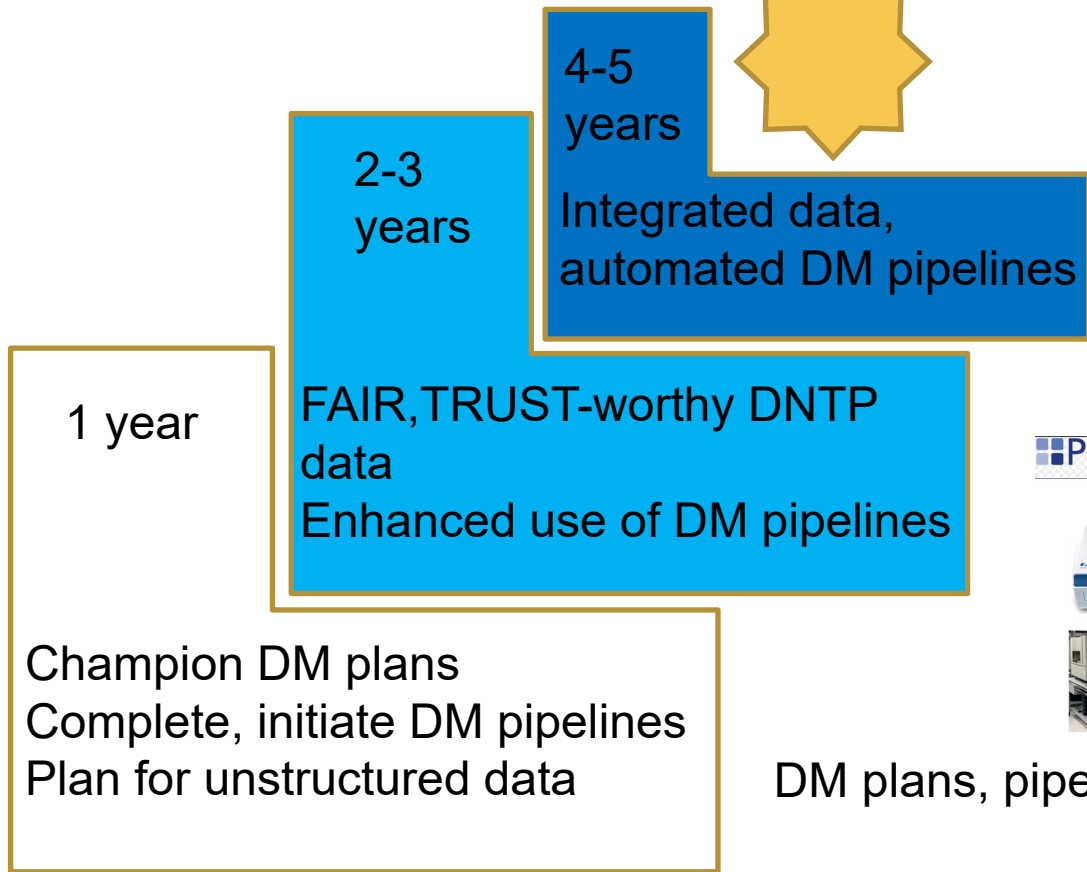 4-5
years
Integrated data,
automated DM pipelines
2-3
years
FAIR,TRUST-worthy DNTP
data
Enhanced use of DM pipelines
1 year
Champion DM plans
Complete, initiate DM pipelines
Plan for unstructured data
P
DM plans, pipe